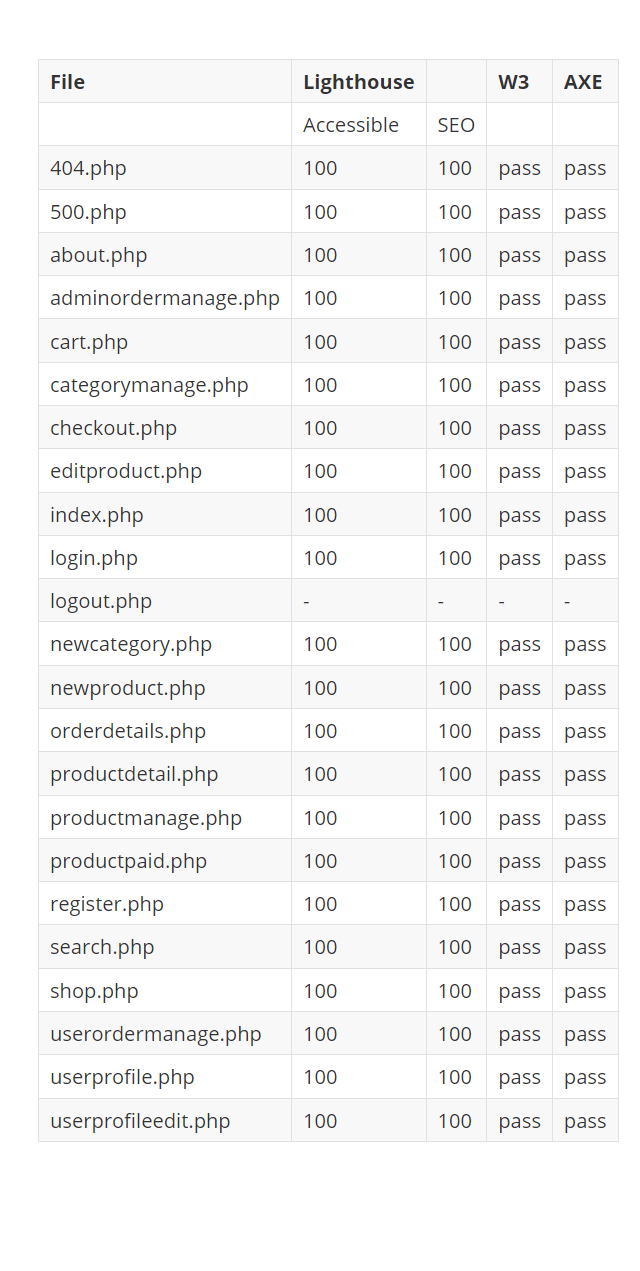 File Lighthouse W3 AXE
Accessible SEO
404.php 100 100 pass pass
500.php 100 100 pass pass
about.php 100 100 pass pass
adminordermanage.php 100 100 pass pass
cart.php 100 100 pass pass
categorymanage.php 100 100 pass pass
checkout.php 100 100 pass pass
editproduct.php 100 100 pass pass
index.php 100 100 pass pass
login.php 100 100 pass pass
logout.php - - - -
newcategory.php 100 100 pass pass
newproduct.php 100 100 pass pass
orderdetails.php 100 100 pass pass
productdetail.php 100 100 pass pass
productmanage.php 100 100 pass pass
productpaid.php 100 100 pass pass
register.php 100 100 pass pass
search.php 100 100 pass pass
shop.php 100 100 pass pass
userordermanage.php 100 100 pass pass
userprofile.php 100 100 pass pass
userprofileedit.php 100 100 pass pass